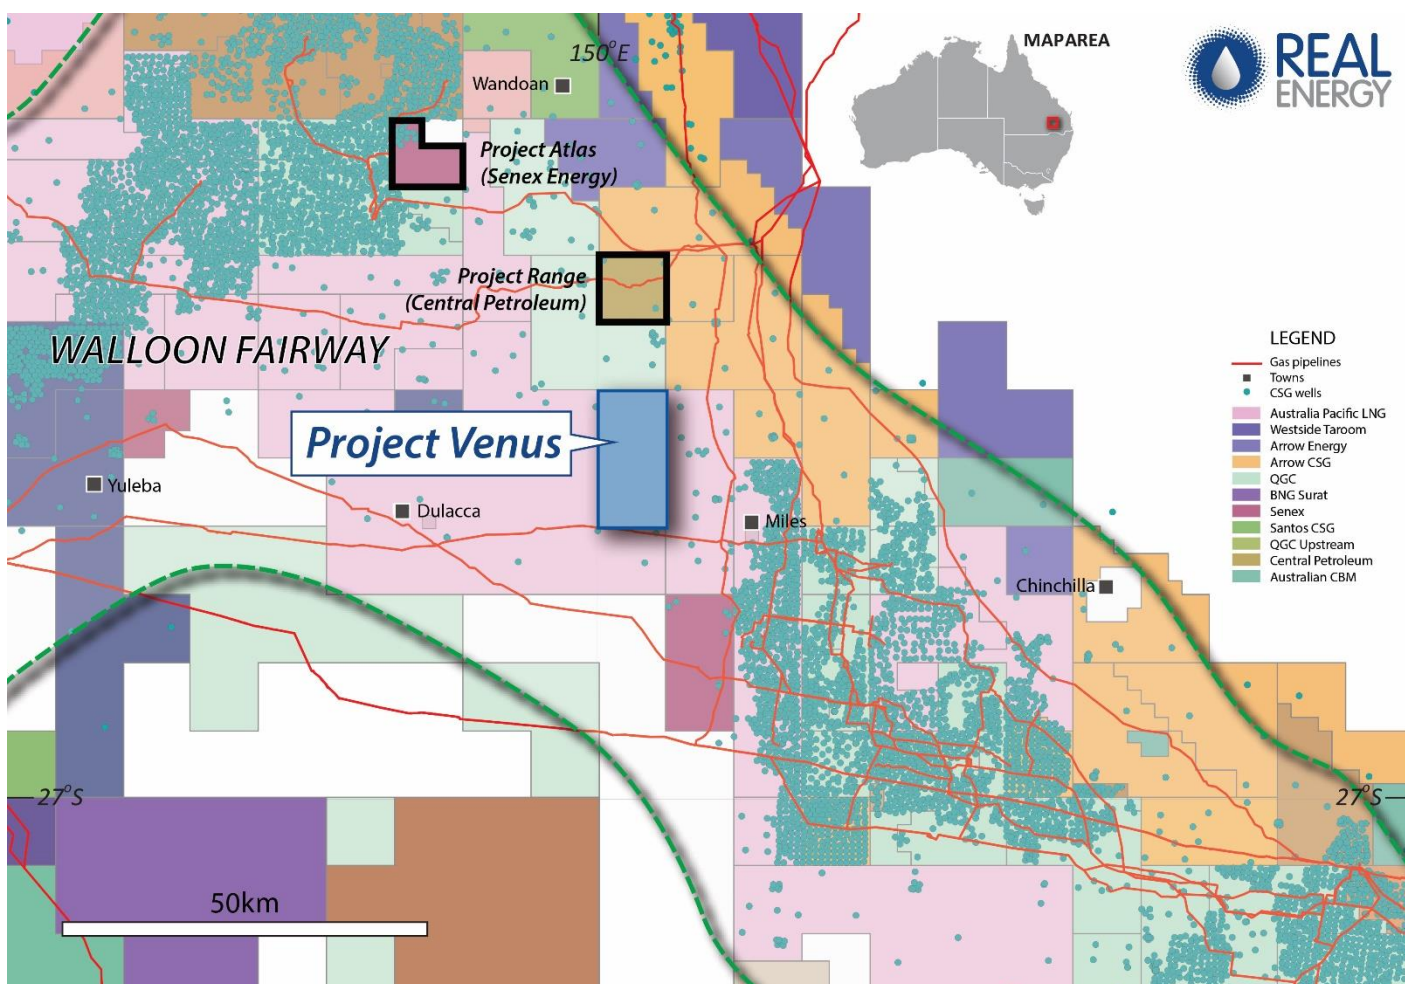 150°E
MAPAREA
REAL
ENERGY
Wandoan
Project Atlas
(Senex Energy)
Project Range
(Central Petroleum)
WALLOON FAIRWAY
LEGEND
Gas pipelines
Towns
CSG wells
Australia Pacific LNG
Westside Taroom
Arrow Energy
Arrow CSG
QGC
BNG Surat
Senex
Santos CSG
QGC Upstream
Central Petroleum
Australian CBM
Project Venus
Yuleba
Dulacca
Miles
Chinchilla
27°S
27°S
50km